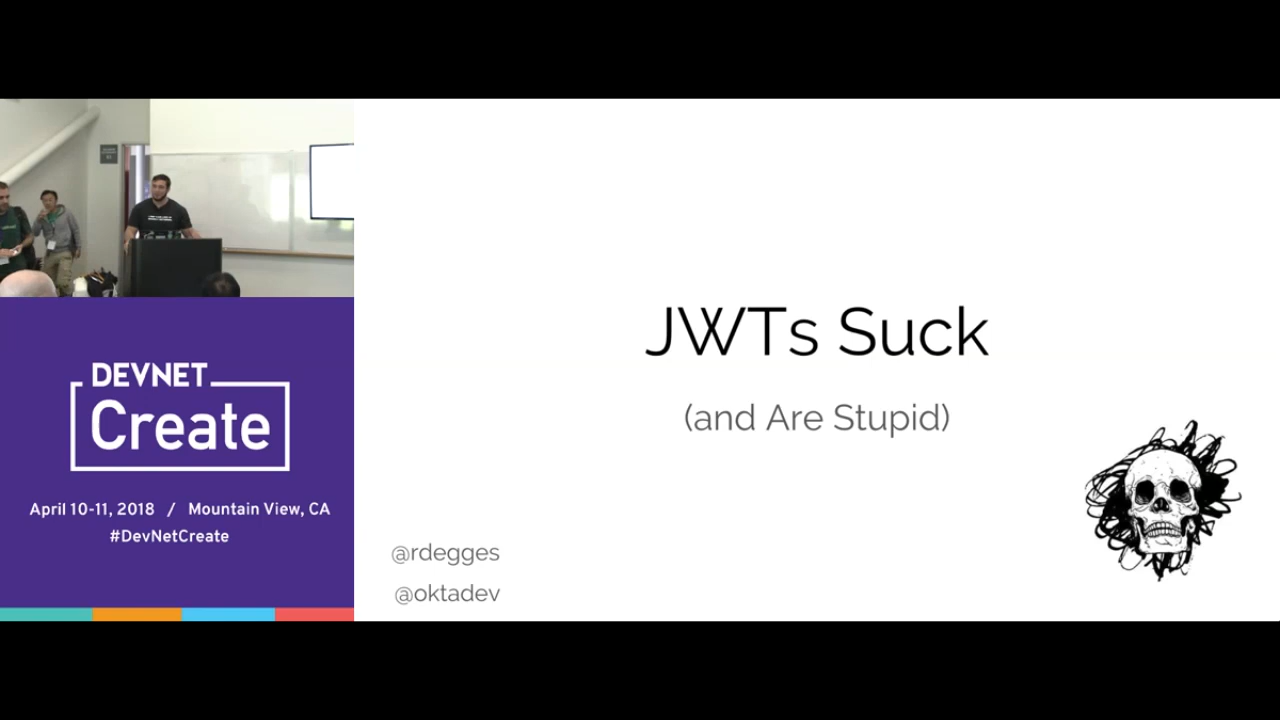 DEVNET
Create
April 10-11, 2018 / Mountain View, CA
#DevNetCreate
JWTs Suck
(and Are Stupid)
@rdegges
@oktadev